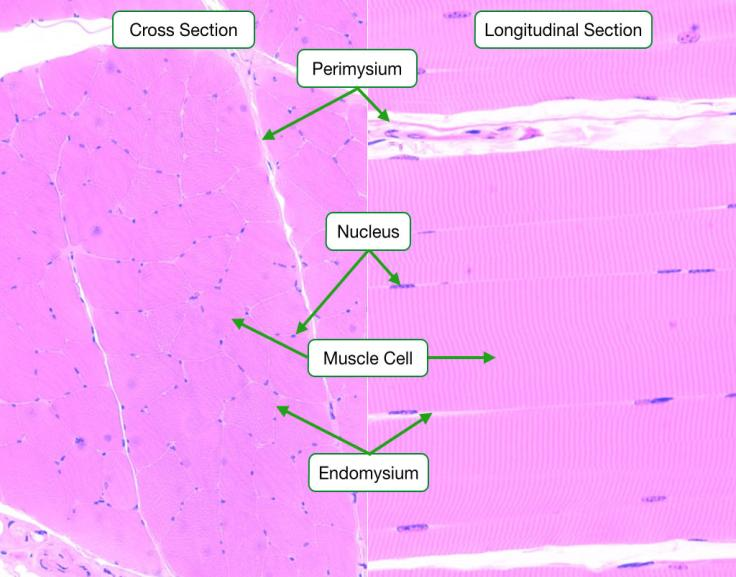 Cross Section
Longitudinal Section
Perimysium
Nucleus
Muscle Cell
Endomysium